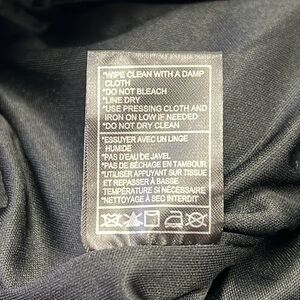 *WIPE CLEAN WITH A DAMP
CLOTH
*DO NOT BLEACH
*LINE DRY
*USE PRESSING CLOTH AND
IRON ON LOW IF NEEDED
*DO NOT DRY CLEAN
*ESSUYER AVEC UN LINGE
HUMIDE
*PAS D'EAU DE JAVEL
*PAS DE SÉCHAGE EN TAMBOUR
*UTILISER APPUYANT SUR TISSUE
ET REPASSER À BASSE
TEMPÉRATURE SI NÉCESSAIRE
*NETTOYAGE À SEC INTERDIT